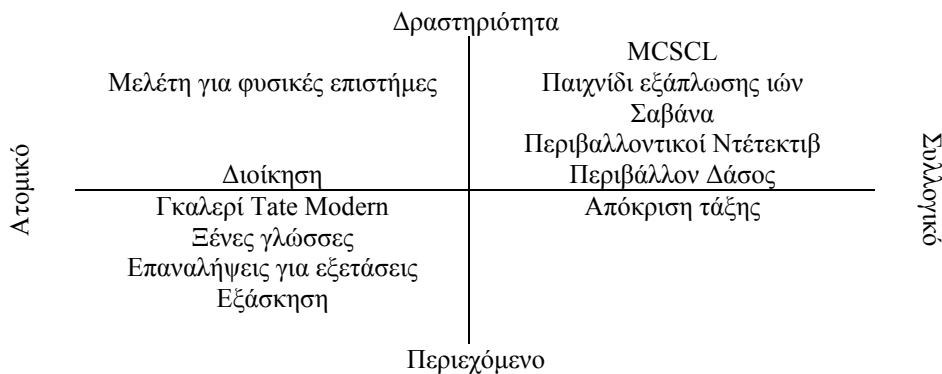 Δραστηριότητα
MCSCL
Μελέτη για φυσικές επιστήμες
Παιχνίδι εξάπλωσης ιών
Σαβάνα
Περιβαλλοντικοί Ντέτεκτιβ
Διοίκηση
Περιβάλλον Δάσος
Ατομικό
Συλλογικό
Γκαλερί Tate Modern
Απόκριση τάξης
Ξένες γλώσσες
Επαναλήψεις για εξετάσεις
Εξάσκηση
Περιεχόμενο